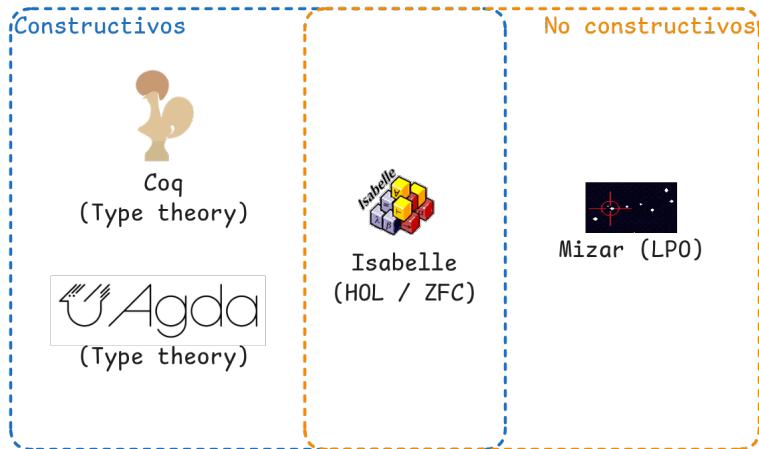 Constructivos
No constructivos
Coq
(Type theory)
Agda
(Type theory)
Isabelle
Isabelle
(HOL / ZFC)
Mizar (LPO)